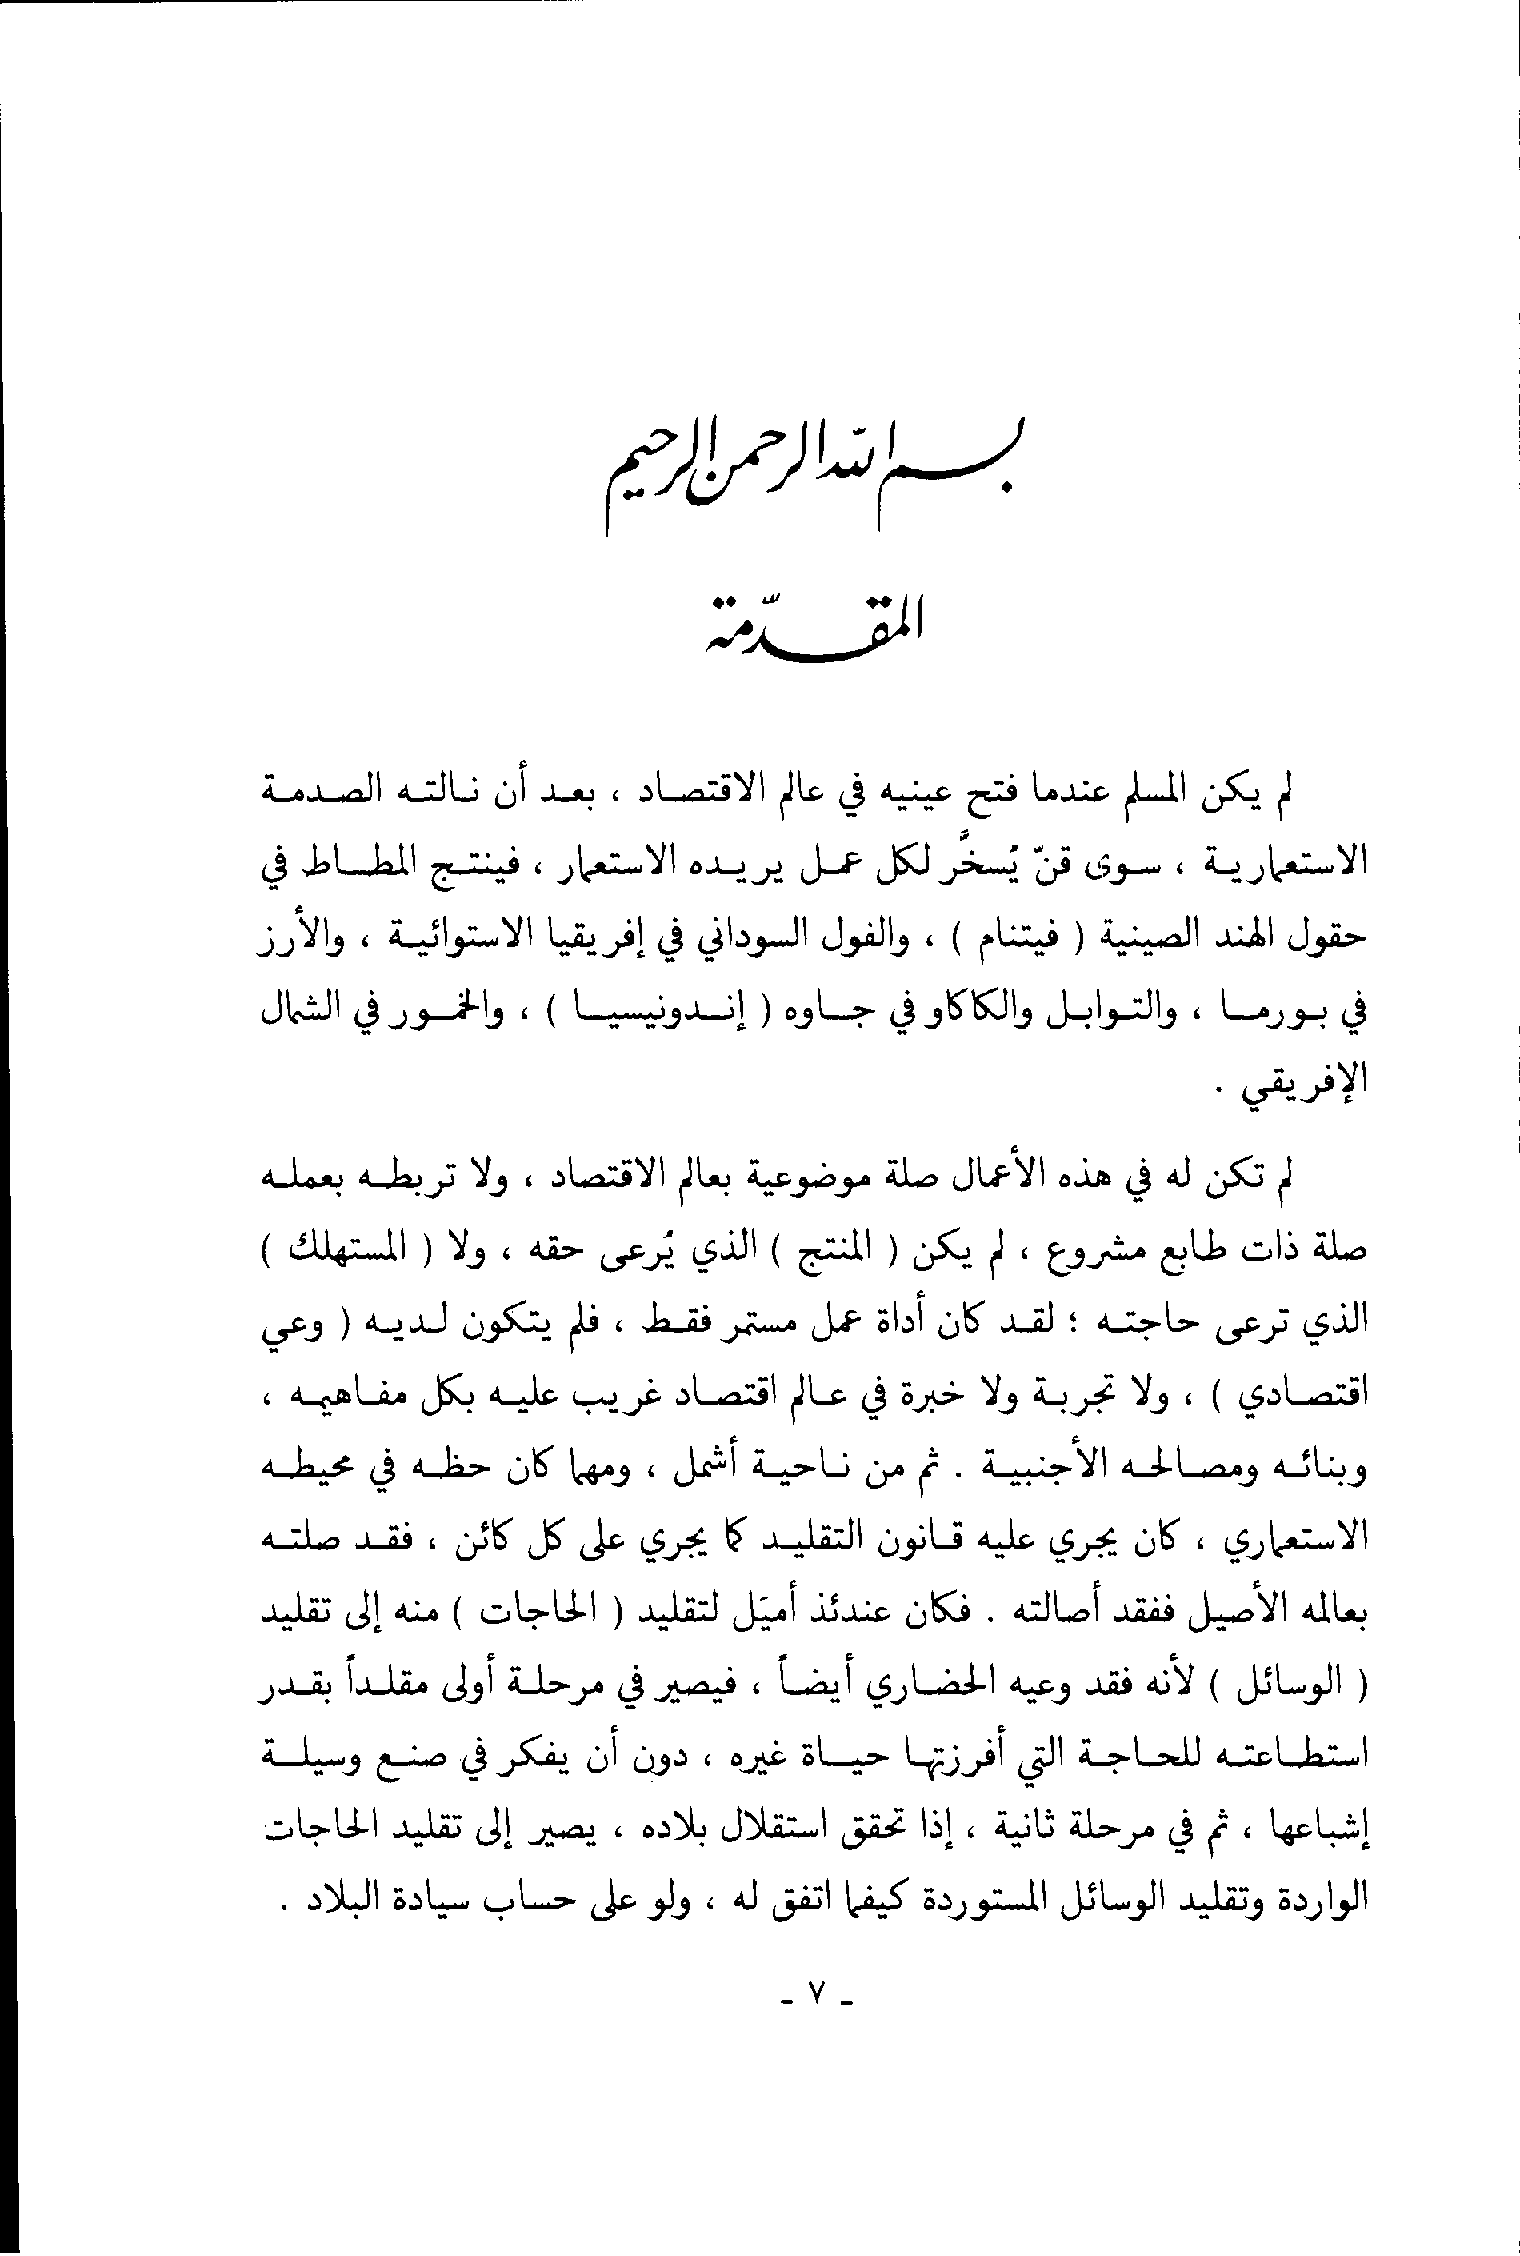 بسم الله الرحمن الرحيم
المقدّمة
لم يكن المسلم عندما فتح عينيه في عالم الاقتصاد ، بعد أن نالته الصدمة
الاستعمارية ، سوى قنّ يُسخَّر لكل عمل يريده الاستعمار ، فينتج المطاط في
حقول الهند الصينية ( فيتنام ) ، والفول السوداني في إفريقيا الاستوائية ، والأرز
في بورما ، والتوابل والكاكاو في جاوه ( إندونيسيا ) ، والخمور في الشمال
الإفريقي .
لم تكن له في هذه الأعمال صلة موضوعية بعالم الاقتصاد ، ولا تربطه بعمله
صلة ذات طابع مشروع ، لم يكن ( المنتج ) الذي يُرعى حقه ، ولا ( المستهلك )
الذي ترعى حاجته ؛ لقد كان أداة عمل مستمر فقط ، فلم يتكون لديه ( وعي
اقتصادي ) ، ولا تجربة ولا خبرة في عالم اقتصاد غريب عليه بكل مفاهيمه ،
وبنائه ومصالحه الأجنبية . ثم من ناحية أشمل ، ومهما كان حظه في محيطه
الاستعماري ، كان يجري عليه قانون التقليد كما يجري على كل كائن ، فقد صلته
بعالمه الأصيل ففقد أصالته . فكان عندئذ أميَل لتقليد ( الحاجات ) منه إلى تقليد
( الوسائل ) لأنه فقد وعيه الحضاري أيضاً ، فيصير في مرحلة أولى مقلداً بقدر
استطاعته للحاجة التي أفرزتها حياة غيره ، دون أن يفكر في صنع وسيلة
إشباعها ، ثم في مرحلة ثانية ، إذا تحقق استقلال بلاده ، يصير إلى تقليد الحاجات
الواردة وتقليد الوسائل المستوردة كيفما اتفق له ، ولو على حساب سيادة البلاد .
- ٧ -